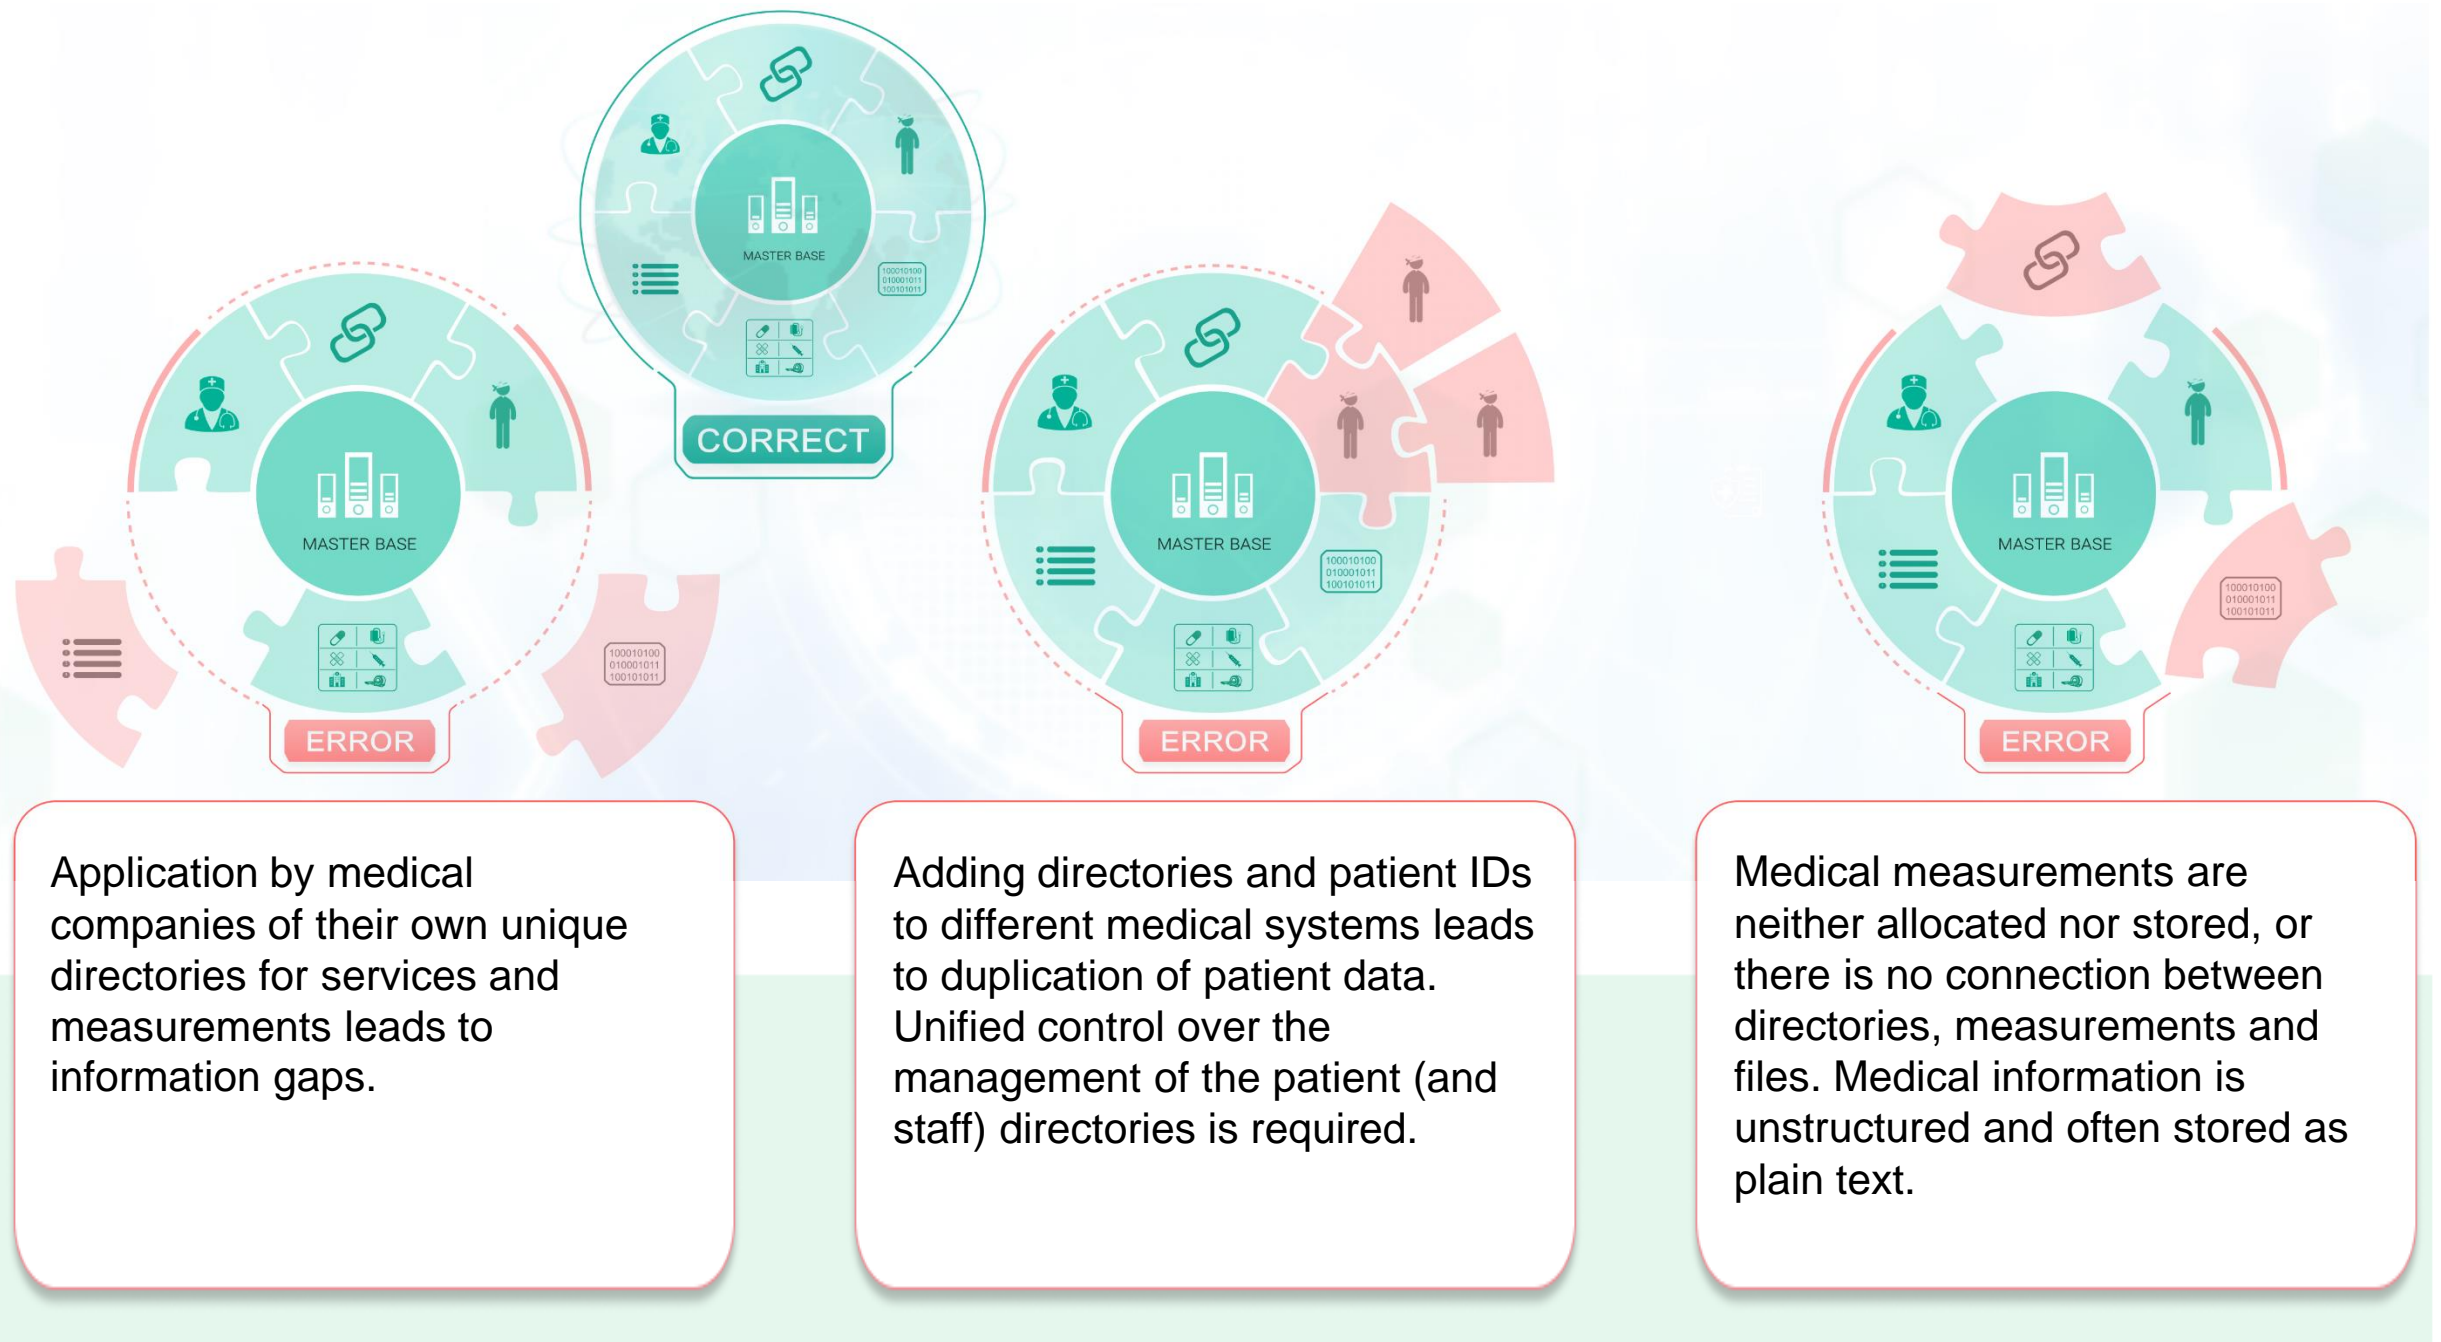 MASTER BASE
100010100
010001011
100101011
CORRECT
MASTER BASE
100010100
010001011
100101011
ERROR
MASTER BASE
100010100
010001011
100101011
ERROR
MASTER BASE
100010100
010001011
100101011
ERROR
Application by medical
companies of their own unique
directories for services and
measurements leads to
information gaps.
Adding directories and patient IDs
to different medical systems leads
to duplication of patient data.
Unified control over the
management of the patient (and
staff) directories is required.
Medical measurements are
neither allocated nor stored, or
there is no connection between
directories, measurements and
files. Medical information is
unstructured and often stored as
plain text.